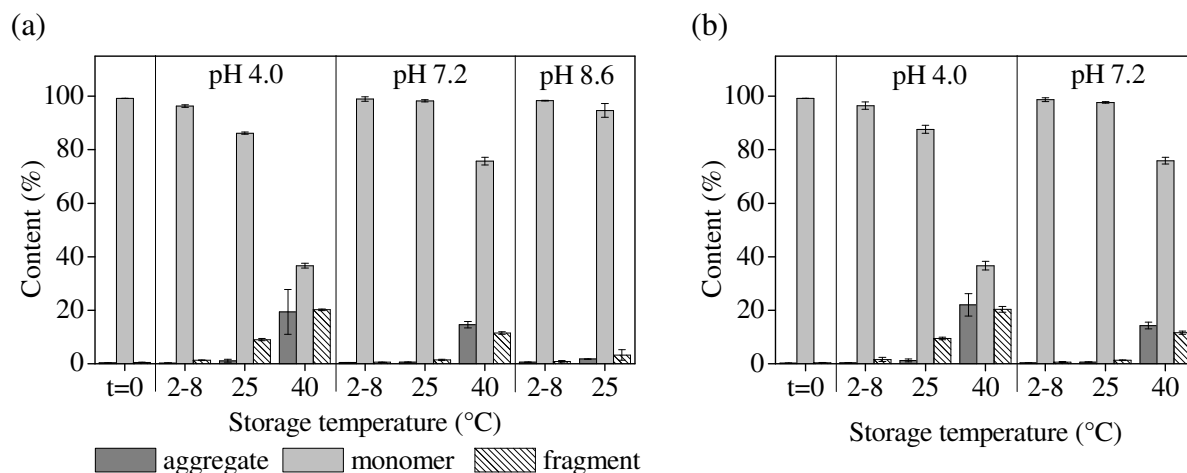 (a)
pH 4.0 pH 7.2 pH 8.6
100
80
60
40
20
0
Content (%)
t=0 2-8 25 40 2-8 25 40 2-8 25
Storage temperature (°C)
aggregate monomer fragment
(b)
pH 4.0 pH 7.2
100
80
60
40
20
0
Content (%)
t=0 2-8 25 40 2-8 25 40
Storage temperature (°C)